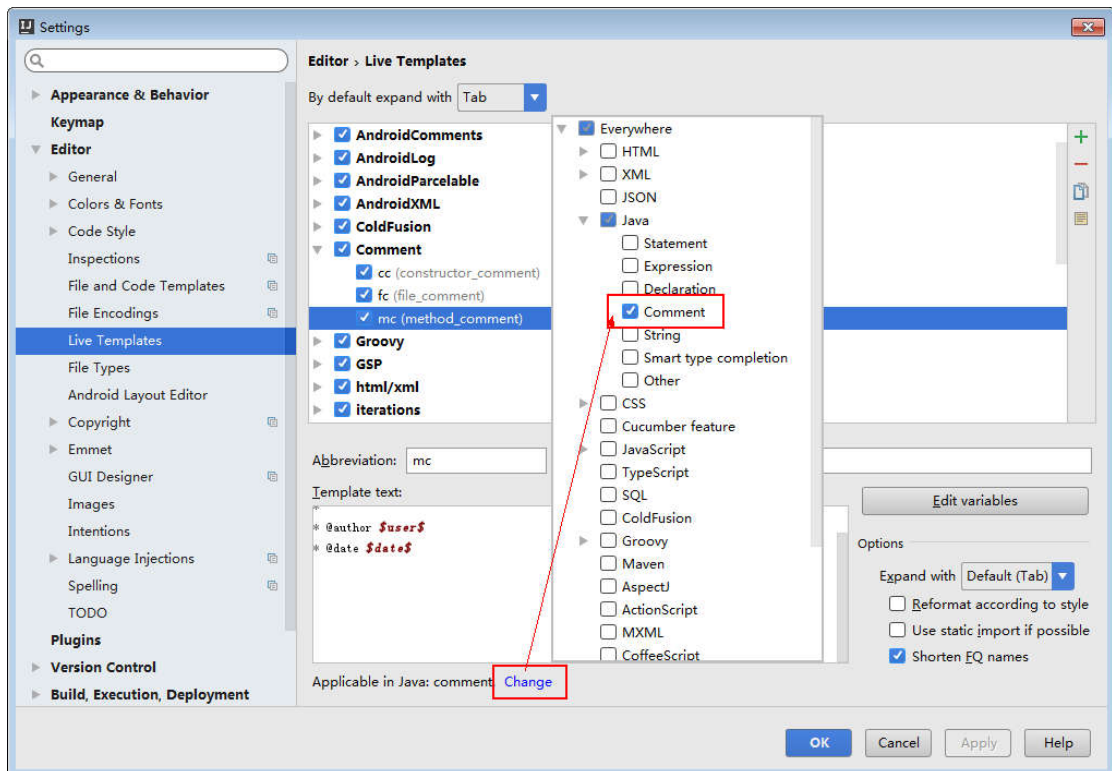 Settings
Appearance & Behavior
Keymap
Editor
General
Colors & Fonts
Code Style
Inspections
File and Code Templates
File Encodings
Live Templates
File Types
Android Layout Editor
Copyright
Emmet
GUI Designer
Images
Intentions
Language Injections
Spelling
TODO
Plugins
Version Control
Build, Execution, Deployment
Editor › Live Templates
By default expand with Tab
AndroidComments
AndroidLog
AndroidParcelable
AndroidXML
ColdFusion
Comment
cc (constructor_comment)
fc (file_comment)
mc (method_comment)
Groovy
GSP
html/xml
iterations
Everywhere
HTML
XML
JSON
Java
Statement
Expression
Declaration
Comment
String
Smart type completion
Other
CSS
Cucumber feature
JavaScript
TypeScript
SQL
ColdFusion
Groovy
Maven
AspectJ
ActionScript
MXML
CoffeeScript
Abbreviation: mc
Template text:
*
* @author $user$
* @date $date$
Edit variables
Options
Expand with Default (Tab)
Reformat according to style
Use static import if possible
Shorten FQ names
Applicable in Java: comment Change
OK
Cancel
Apply
Help